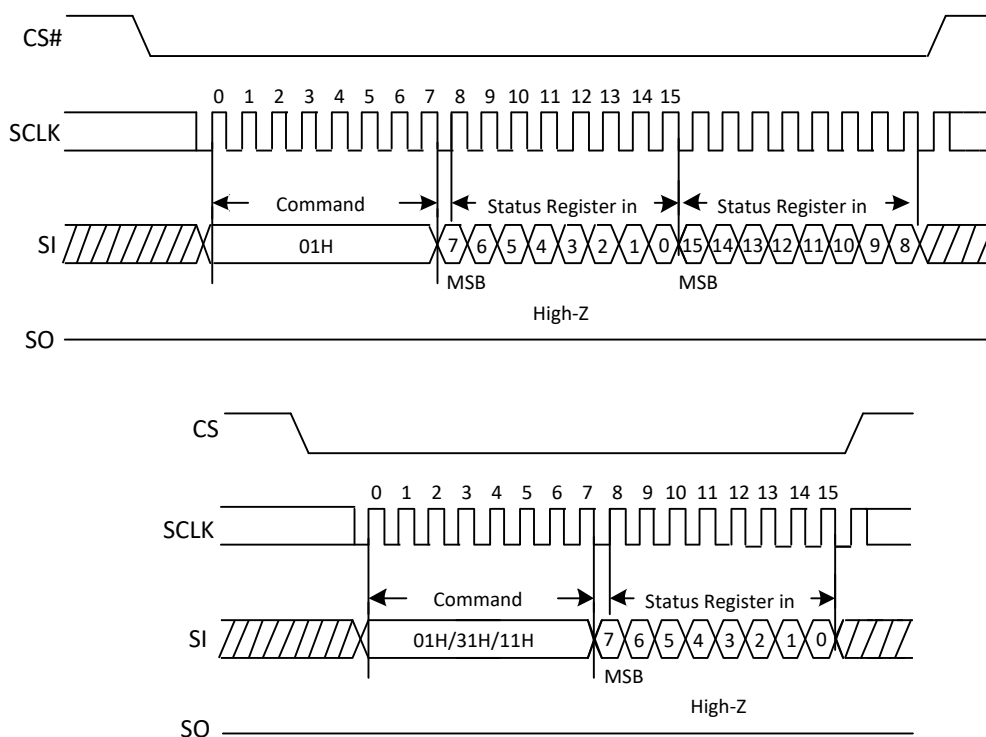 CS#
0 1 2 3 4 5 6 7 8 9 10 11 12 13 14 15
SCLK
Command Status Register in Status Register in
SI 01H 7 6 5 4 3 2 1 0 15 14 13 12 11 10 9 8
MSB MSB
High-Z
SO
CS
0 1 2 3 4 5 6 7 8 9 10 11 12 13 14 15
SCLK
Command Status Register in
SI 01H/31H/11H 7 6 5 4 3 2 1 0
MSB
High-Z
SO